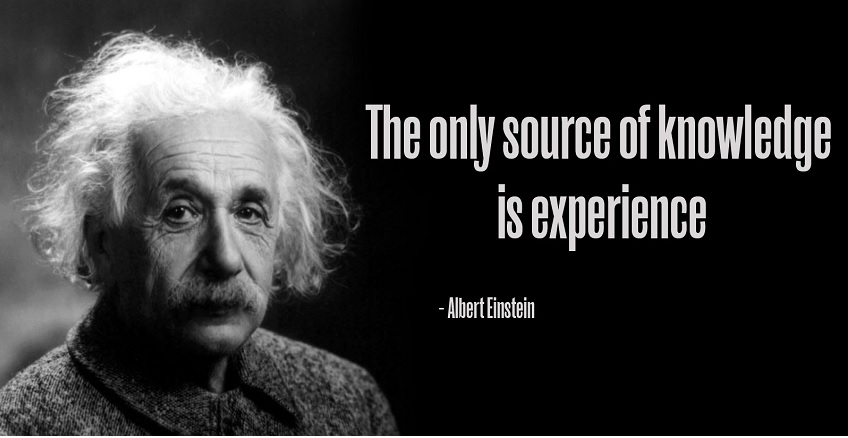 The only source of knowledge
is experience
- Albert Einstein